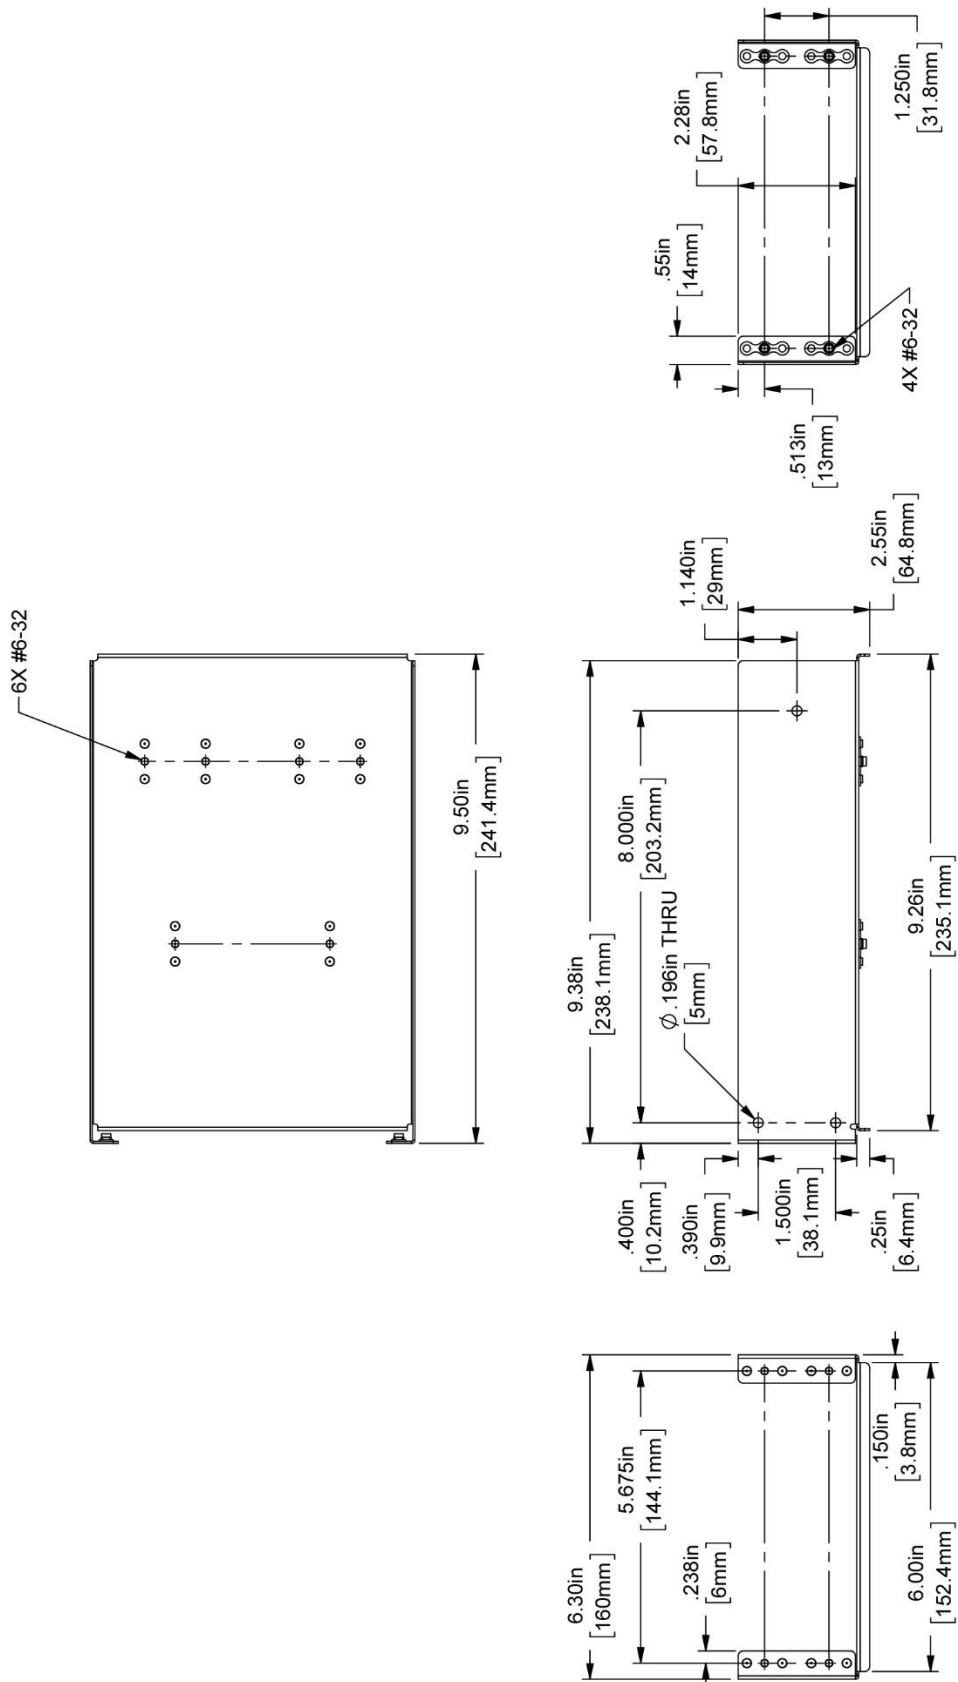 6X #6-32
9.50in
[241.4mm]
6.30in
[160mm]
5.675in
[144.1mm]
.238in
[6mm]
.150in
[3.8mm]
6.00in
[152.4mm]
9.38in
[238.1mm]
8.000in
[203.2mm]
Ø .196in THRU
[5mm]
.400in
[10.2mm]
.390in
[9.9mm]
1.500in
[38.1mm]
.25in
[6.4mm]
9.26in
[235.1mm]
1.140in
[29mm]
2.55in
[64.8mm]
.55in
[14mm]
2.28in
[57.8mm]
.513in
[13mm]
4X #6-32
1.250in
[31.8mm]